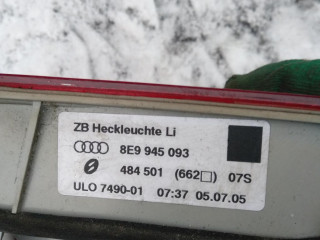 ZB Heckleuchte Li
8E9 945 093
484 501 (662□) 07S
ULO 7490-01 07:37 05.07.05